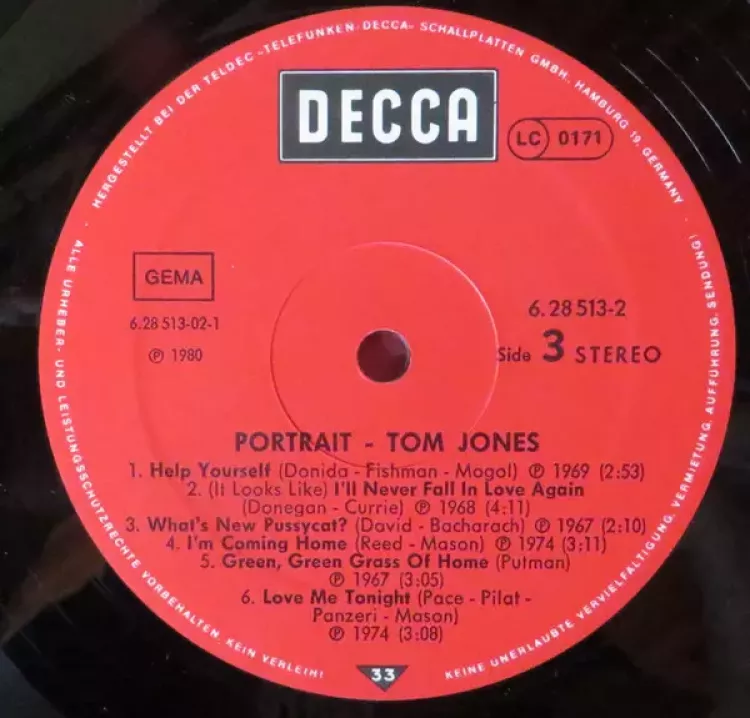 HERGESTELLT BEI DER TELDEC »TELEFUNKEN-DECCA« SCHALLPLATTEN GMBH., HAMBURG 19, GERMANY
DECCA
LC 0171
GEMA
6.28 513-02-1
℗ 1980
6.28 513-2
Side 3 STEREO
PORTRAIT - TOM JONES
1. Help Yourself (Donida - Fishman - Mogol) ℗ 1969 (2:53)
2. (It Looks Like) I'll Never Fall In Love Again
(Donegan - Currie) ℗ 1968 (4:11)
3. What's New Pussycat? (David - Bacharach) ℗ 1967 (2:10)
4. I'm Coming Home (Reed - Mason) ℗ 1974 (3:11)
5. Green, Green Grass Of Home (Putman)
℗ 1967 (3:05)
6. Love Me Tonight (Pace - Pilat -
Panzeri - Mason)
℗ 1974 (3:08)
33
ALLE URHEBER- UND LEISTUNGSSCHUTZRECHTE VORBEHALTEN. KEIN VERLEIH!
KEINE UNERLAUBTE VERVIELFALTIGUNG, VERMIETUNG, AUFFÜHRUNG, SENDUNG!